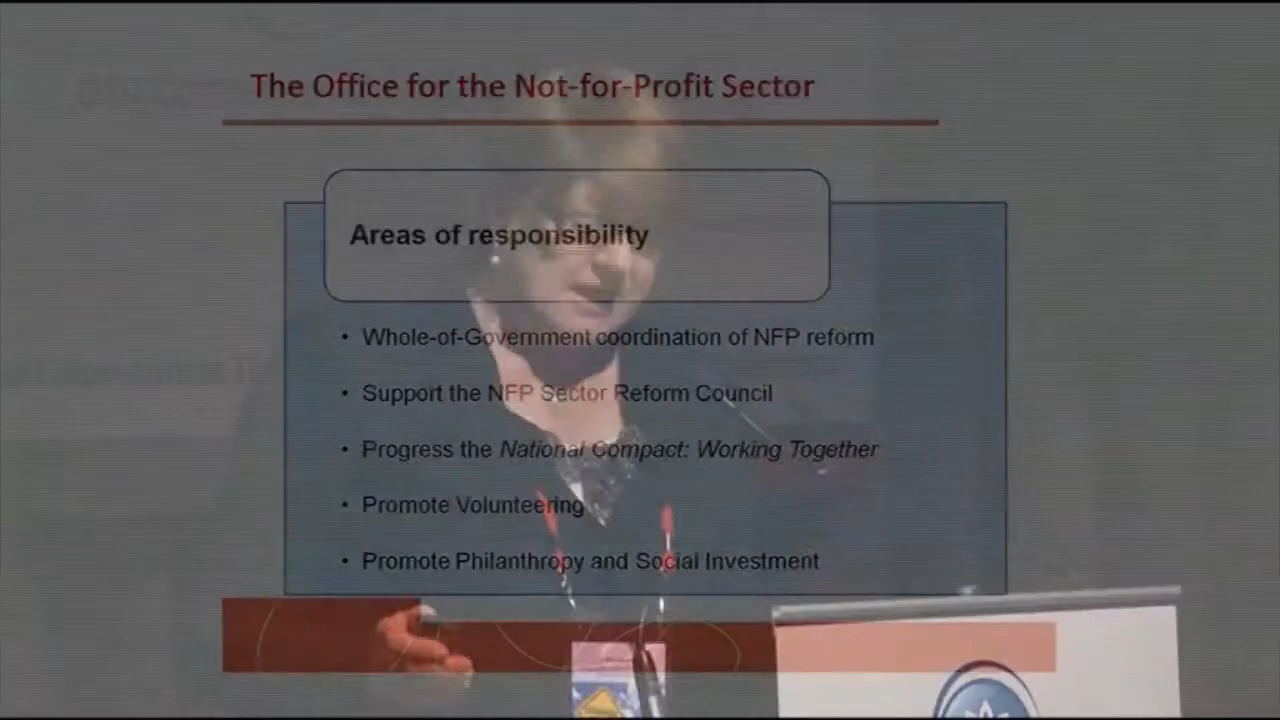 The Office for the Not-for-Profit Sector
Areas of responsibility
• Whole-of-Government coordination of NFP reform
• Support the NFP Sector Reform Council
• Progress the National Compact: Working Together
• Promote Volunteering
• Promote Philanthropy and Social Investment